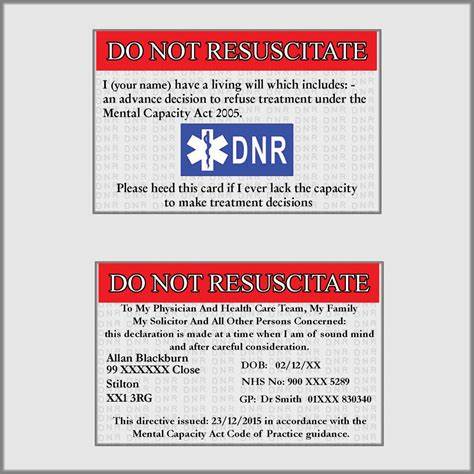 DO NOT RESUSCITATE
I (your name) have a living will which includes: -
an advance decision to refuse treatment under the
Mental Capacity Act 2005.
DNR
Please heed this card if I ever lack the capacity
to make treatment decisions
DO NOT RESUSCITATE
To My Physician And Health Care Team, My Family
My Solicitor And All Other Persons Concerned:
this declaration is made at a time when I am of sound mind
and after careful consideration.
Allan Blackburn
99 XXXXXX Close
Stilton
XX1 3RG
DOB: 02/12/XX
NHS No: 900 XXX 5289
GP: Dr Smith 01XXX 830340
This directive issued: 23/12/2015 in accordance with the
Mental Capacity Act Code of Practice guidance.